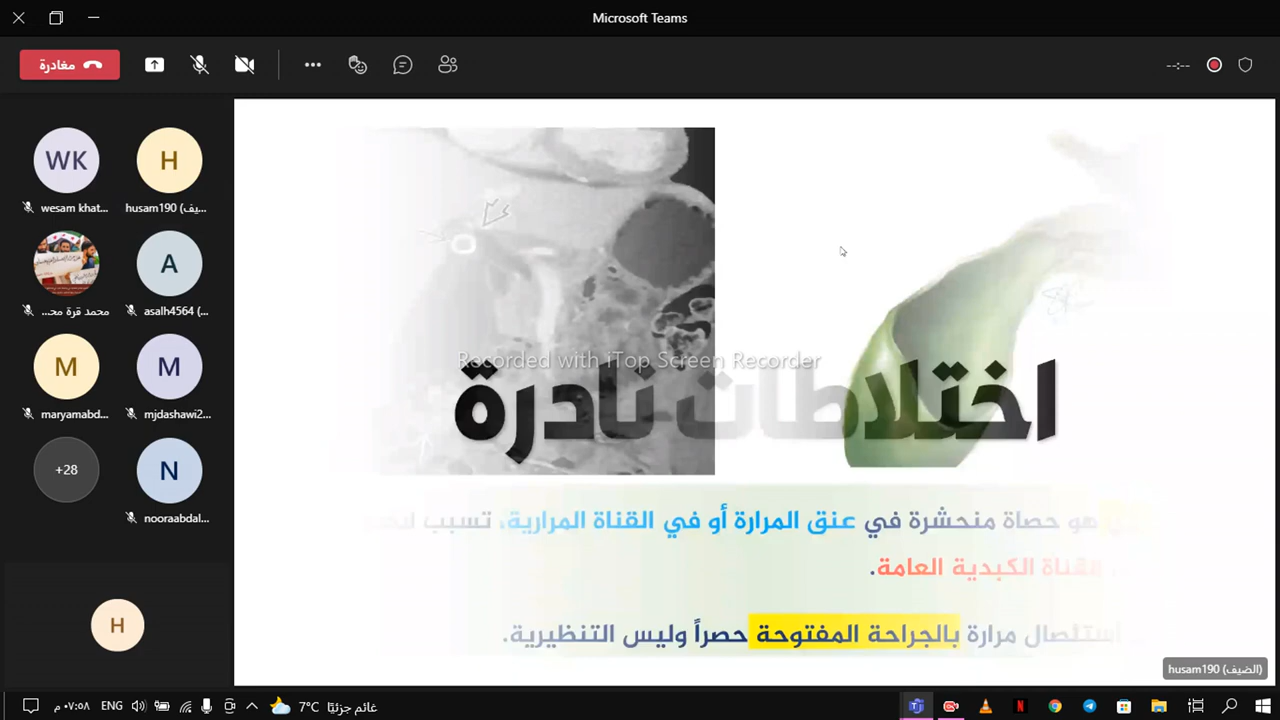 Microsoft Teams
مغادرة
--:--
WK
H
wesam khat...
husam190 (ضيف...
A
محمد قرة مح...
asalh4564 (...
M
M
maryamabd...
mjdashawi2...
+28
N
nooraabdal...
H
Recorded with iTop Screen Recorder
اختلاطات نادرة
هو حصاة منحشرة في عنق المرارة أو في القناة المرارية، تسبب
للقناة الكبدية العامة.
استئصال مرارة بالجراحة المفتوحة حصراً وليس التنظيرية.
husam190 (الضيف)
٠٧:٥٨ م
ENG
7°C غائم جزئيًا